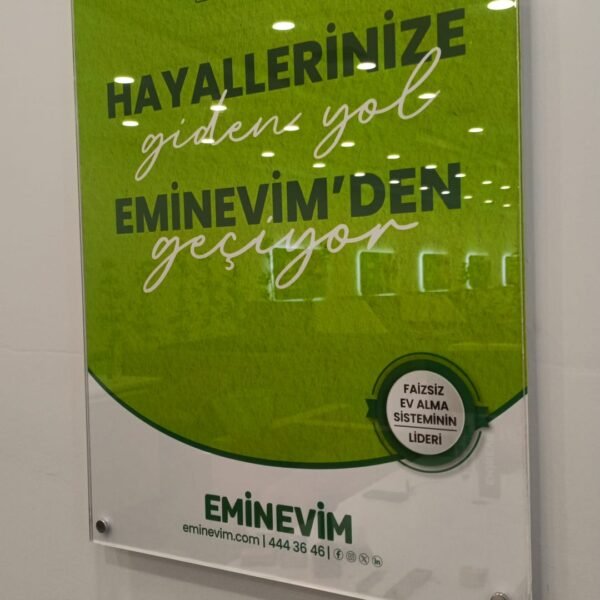 HAYALLERİNİZE
giden yol
EMİNEVİM'DEN
geçiyor
FAİZSİZ
EV ALMA
SİSTEMİNİN
LİDERİ
EMİNEVİM
eminevim.com | 444 36 46 |